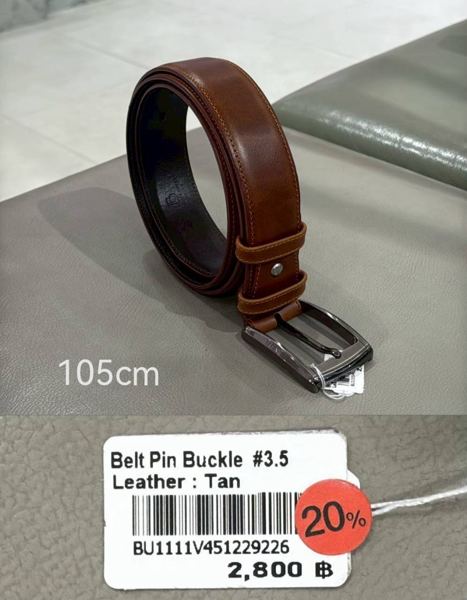 105cm
Belt Pin Buckle #3.5
Leather : Tan
20%
BU1111V451229226
2,800 ฿